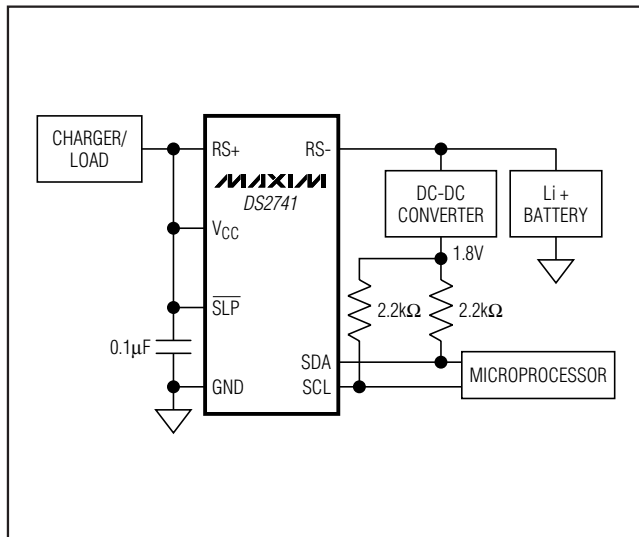 CHARGER/
LOAD
RS+
RS-
MAXIM
DS2741
DC-DC
CONVERTER
Li +
BATTERY
VCC
1.8V
SLP
2.2kΩ
2.2kΩ
0.1µF
SDA
MICROPROCESSOR
GND
SCL